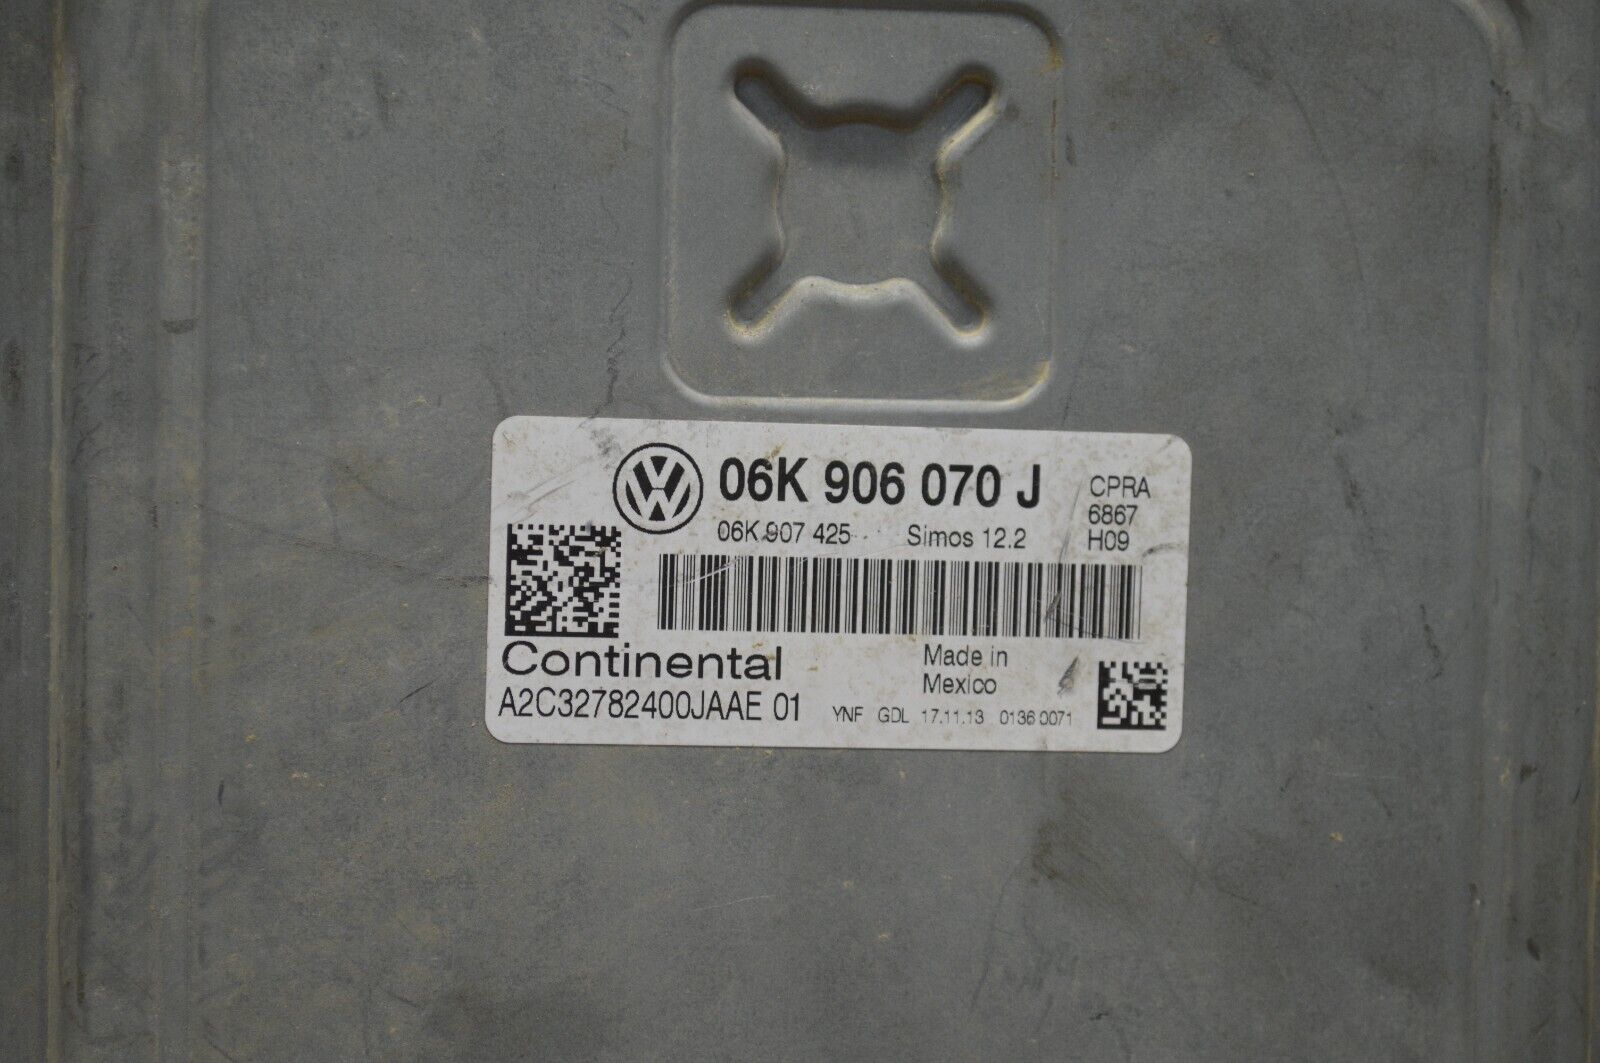 06K 906 070 J
CPRA
6867
H09
06K 907 425 Simos 12.2
Continental
Made in
Mexico
A2C32782400JAAE 01
YNF GDL 17.11.13 0136 0071